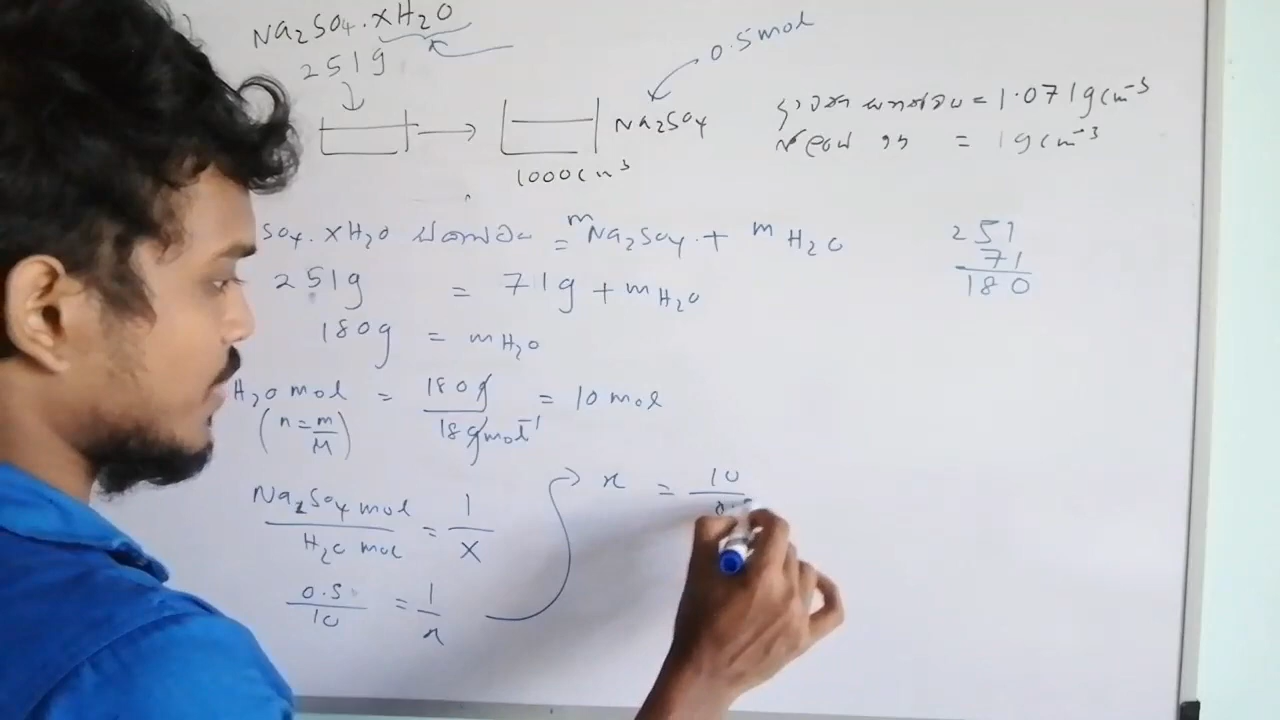 Na₂SO₄.xH₂O
251g
0.5mol
Na₂SO₄
1000cm³
= 1.071gcm⁻³
= 1gcm⁻³
SO₄.xH₂O = mNa₂SO₄ + mH₂O
251g = 71g + mH₂O
180g = mH₂O
251
71
180
H₂O mol = 180g/18gmol⁻¹ = 10 mol
(n = m/M)
Na₂SO₄ mol/H₂O mol = 1/x
0.5/10 = 1/x
x = 10/0.